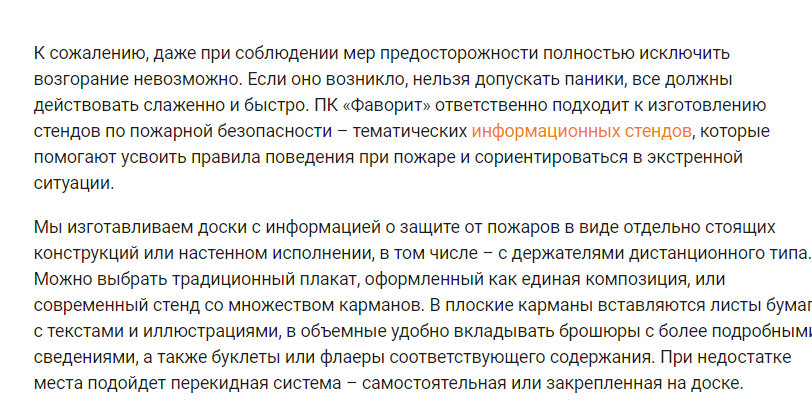 К сожалению, даже при соблюдении мер предосторожности полностью исключить
возгорание невозможно. Если оно возникло, нельзя допускать паники, все должны
действовать слаженно и быстро. ПК «Фаворит» ответственно подходит к изготовлению
стендов по пожарной безопасности – тематических информационных стендов, которые
помогают усвоить правила поведения при пожаре и сориентироваться в экстренной
ситуации.
Мы изготавливаем доски с информацией о защите от пожаров в виде отдельно стоящих
конструкций или настенном исполнении, в том числе – с держателями дистанционного типа.
Можно выбрать традиционный плакат, оформленный как единая композиция, или
современный стенд со множеством карманов. В плоские карманы вставляются листы
с текстами и иллюстрациями, в объемные удобно вкладывать брошюры с более
сведениями, а также буклеты или флаеры соответствующего содержания. При недостатке
места подойдет перекидная система – самостоятельная или закрепленная на доске.